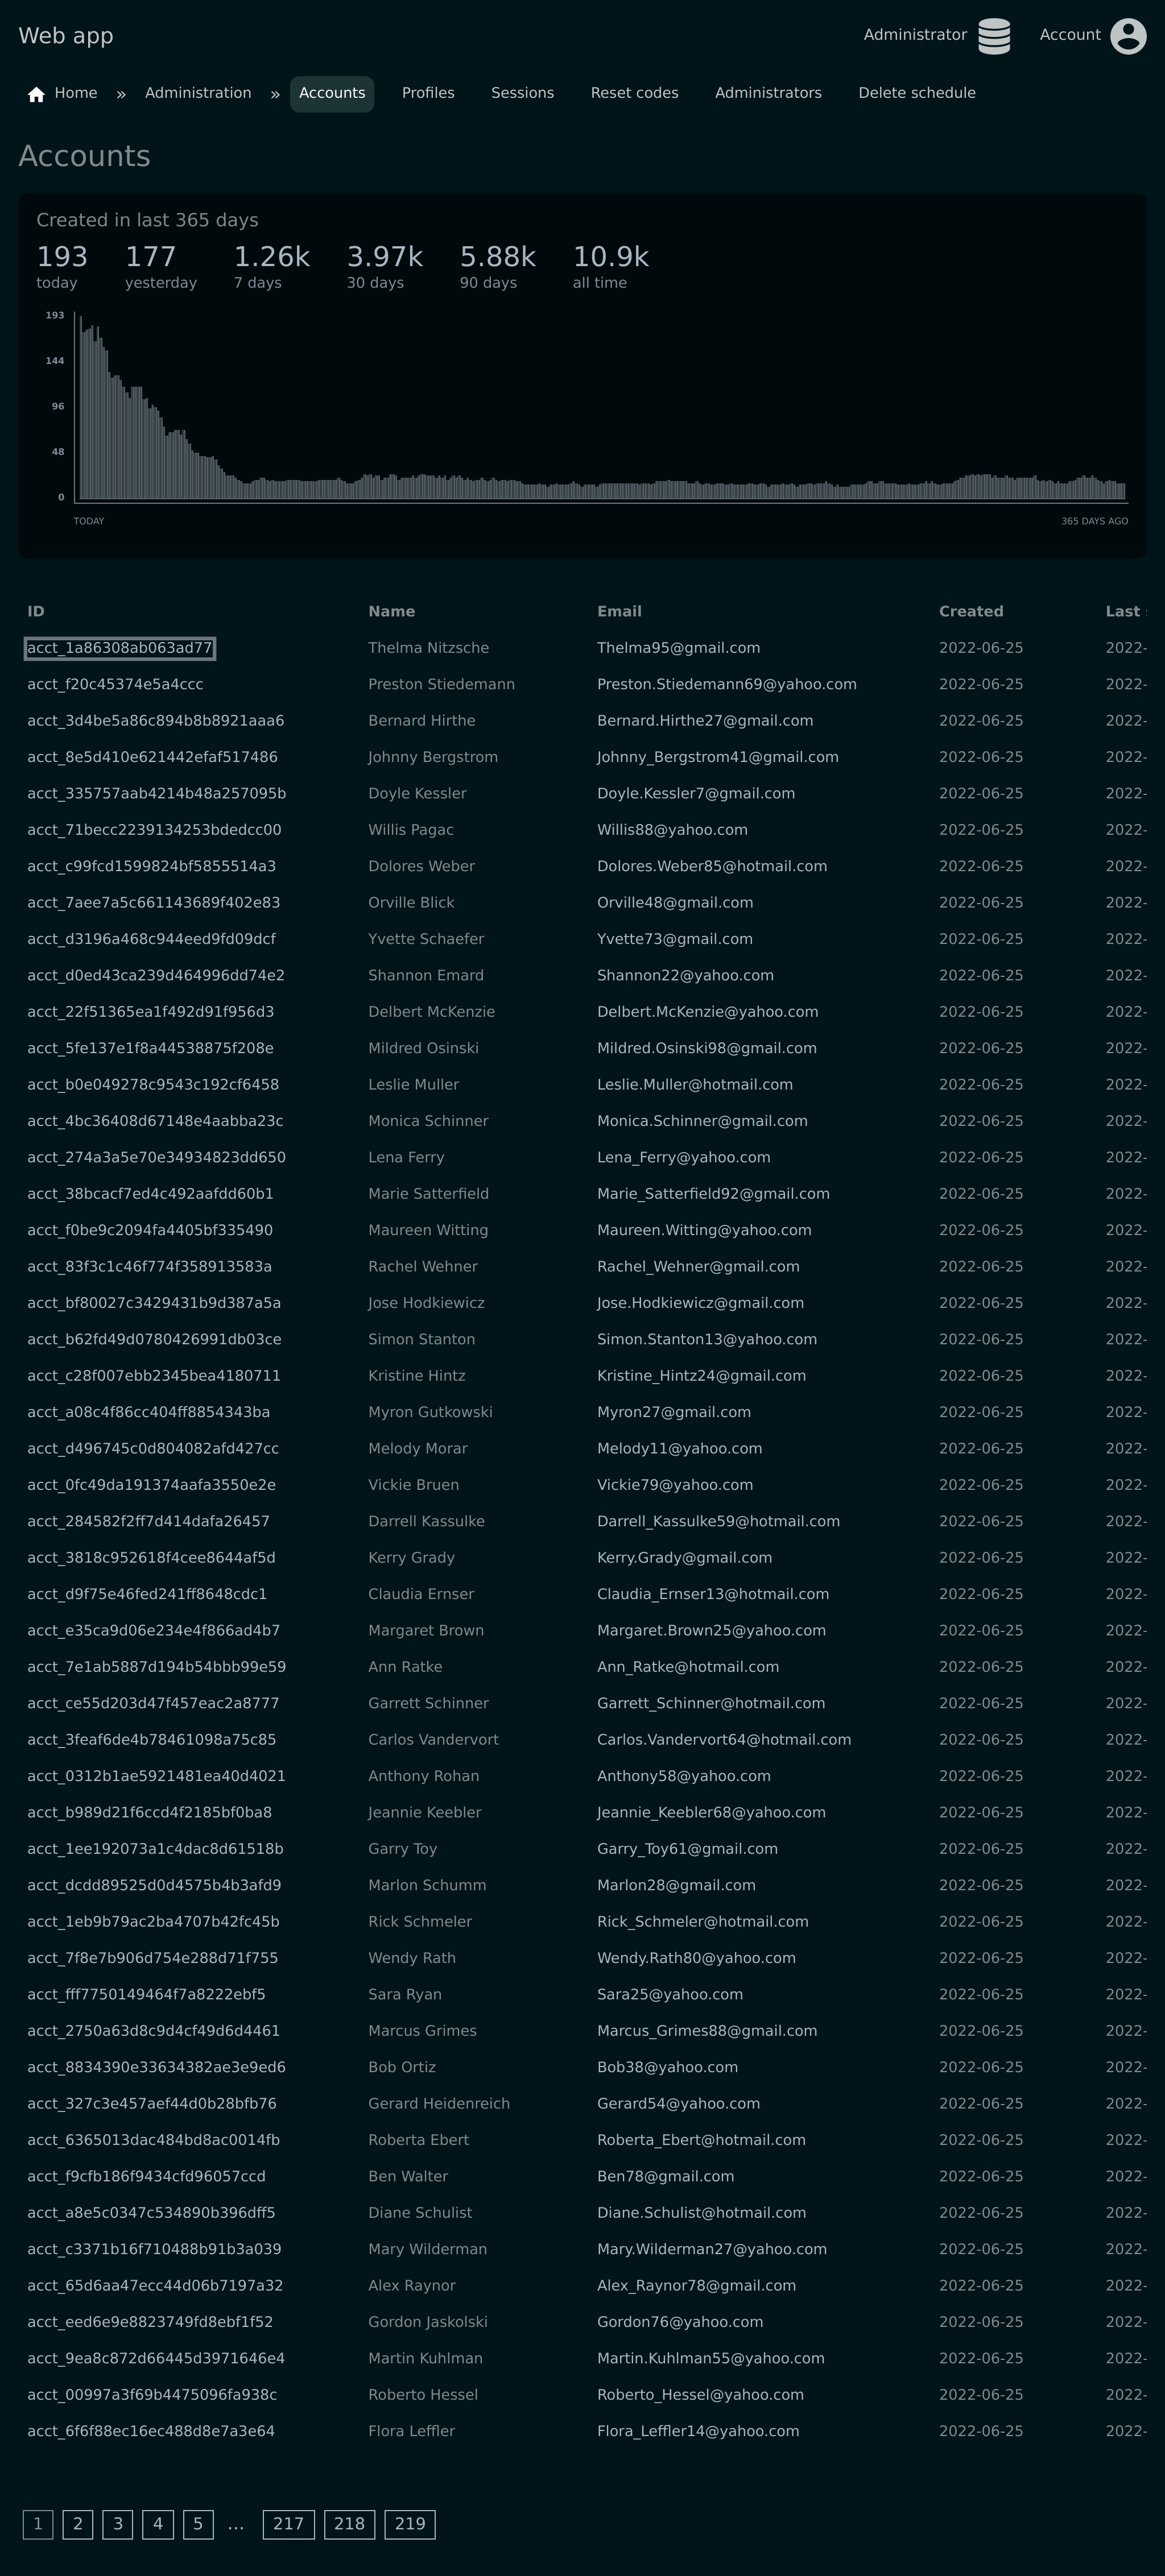 Web app
Administrator Account
Home » Administration » Accounts Profiles Sessions Reset codes Administrators Delete schedule
Accounts
Created in last 365 days
193 177 1.26k 3.97k 5.88k 10.9k
today yesterday 7 days 30 days 90 days all time
193
144
96
48
0
TODAY 365 DAYS AGO
ID Name Email Created Last
acct_1a86308ab063ad77 Thelma Nitzsche Thelma95@gmail.com 2022-06-25 2022-
acct_f20c45374e5a4ccc Preston Stiedemann Preston.Stiedemann69@yahoo.com 2022-06-25 2022-
acct_3d4be5a86c894b8b8921aaa6 Bernard Hirthe Bernard.Hirthe27@gmail.com 2022-06-25 2022-
acct_8e5d410e621442efaf517486 Johnny Bergstrom Johnny_Bergstrom41@gmail.com 2022-06-25 2022-
acct_335757aab4214b48a257095b Doyle Kessler Doyle.Kessler7@gmail.com 2022-06-25 2022-
acct_71becc2239134253bdedcc00 Willis Pagac Willis88@yahoo.com 2022-06-25 2022-
acct_c99fcd1599824bf5855514a3 Dolores Weber Dolores.Weber85@hotmail.com 2022-06-25 2022-
acct_7aee7a5c661143689f402e83 Orville Blick Orville48@gmail.com 2022-06-25 2022-
acct_d3196a468c944eed9fd09dcf Yvette Schaefer Yvette73@gmail.com 2022-06-25 2022-
acct_d0ed43ca239d464996dd74e2 Shannon Emard Shannon22@yahoo.com 2022-06-25 2022-
acct_22f51365ea1f492d91f956d3 Delbert McKenzie Delbert.McKenzie@yahoo.com 2022-06-25 2022-
acct_5fe137e1f8a44538875f208e Mildred Osinski Mildred.Osinski98@gmail.com 2022-06-25 2022-
acct_b0e049278c9543c192cf6458 Leslie Muller Leslie.Muller@hotmail.com 2022-06-25 2022-
acct_4bc36408d67148e4aabba23c Monica Schinner Monica.Schinner@gmail.com 2022-06-25 2022-
acct_274a3a5e70e34934823dd650 Lena Ferry Lena_Ferry@yahoo.com 2022-06-25 2022-
acct_38bcacf7ed4c492aafdd60b1 Marie Satterfield Marie_Satterfield92@gmail.com 2022-06-25 2022-
acct_f0be9c2094fa4405bf335490 Maureen Witting Maureen.Witting@yahoo.com 2022-06-25 2022-
acct_83f3c1c46f774f358913583a Rachel Wehner Rachel_Wehner@gmail.com 2022-06-25 2022-
acct_bf80027c3429431b9d387a5a Jose Hodkiewicz Jose.Hodkiewicz@gmail.com 2022-06-25 2022-
acct_b62fd49d0780426991db03ce Simon Stanton Simon.Stanton13@yahoo.com 2022-06-25 2022-
acct_c28f007ebb2345bea4180711 Kristine Hintz Kristine_Hintz24@gmail.com 2022-06-25 2022-
acct_a08c4f86cc404ff8854343ba Myron Gutkowski Myron27@gmail.com 2022-06-25 2022-
acct_d496745c0d804082afd427cc Melody Morar Melody11@yahoo.com 2022-06-25 2022-
acct_0fc49da191374aafa3550e2e Vickie Bruen Vickie79@yahoo.com 2022-06-25 2022-
acct_284582f2ff7d414dafa26457 Darrell Kassulke Darrell_Kassulke59@hotmail.com 2022-06-25 2022-
acct_3818c952618f4cee8644af5d Kerry Grady Kerry.Grady@gmail.com 2022-06-25 2022-
acct_d9f75e46fed241ff8648cdc1 Claudia Ernser Claudia_Ernser13@hotmail.com 2022-06-25 2022-
acct_e35ca9d06e234e4f866ad4b7 Margaret Brown Margaret.Brown25@yahoo.com 2022-06-25 2022-
acct_7e1ab5887d194b54bbb99e59 Ann Ratke Ann_Ratke@hotmail.com 2022-06-25 2022-
acct_ce55d203d47f457eac2a8777 Garrett Schinner Garrett_Schinner@hotmail.com 2022-06-25 2022-
acct_3feaf6de4b78461098a75c85 Carlos Vandervort Carlos.Vandervort64@hotmail.com 2022-06-25 2022-
acct_0312b1ae5921481ea40d4021 Anthony Rohan Anthony58@yahoo.com 2022-06-25 2022-
acct_b989d21f6ccd4f2185bf0ba8 Jeannie Keebler Jeannie_Keebler68@yahoo.com 2022-06-25 2022-
acct_1ee192073a1c4dac8d61518b Garry Toy Garry_Toy61@gmail.com 2022-06-25 2022-
acct_dcdd89525d0d4575b4b3afd9 Marlon Schumm Marlon28@gmail.com 2022-06-25 2022-
acct_1eb9b79ac2ba4707b42fc45b Rick Schmeler Rick_Schmeler@hotmail.com 2022-06-25 2022-
acct_7f8e7b906d754e288d71f755 Wendy Rath Wendy.Rath80@yahoo.com 2022-06-25 2022-
acct_fff7750149464f7a8222ebf5 Sara Ryan Sara25@yahoo.com 2022-06-25 2022-
acct_2750a63d8c9d4cf49d6d4461 Marcus Grimes Marcus_Grimes88@gmail.com 2022-06-25 2022-
acct_8834390e33634382ae3e9ed6 Bob Ortiz Bob38@yahoo.com 2022-06-25 2022-
acct_327c3e457aef44d0b28bfb76 Gerard Heidenreich Gerard54@yahoo.com 2022-06-25 2022-
acct_6365013dac484bd8ac0014fb Roberta Ebert Roberta_Ebert@hotmail.com 2022-06-25 2022-
acct_f9cfb186f9434cfd96057ccd Ben Walter Ben78@gmail.com 2022-06-25 2022-
acct_a8e5c0347c534890b396dff5 Diane Schulist Diane.Schulist@hotmail.com 2022-06-25 2022-
acct_c3371b16f710488b91b3a039 Mary Wilderman Mary.Wilderman27@yahoo.com 2022-06-25 2022-
acct_65d6aa47ecc44d06b7197a32 Alex Raynor Alex_Raynor78@gmail.com 2022-06-25 2022-
acct_eed6e9e8823749fd8ebf1f52 Gordon Jaskolski Gordon76@yahoo.com 2022-06-25 2022-
acct_9ea8c872d66445d3971646e4 Martin Kuhlman Martin.Kuhlman55@yahoo.com 2022-06-25 2022-
acct_00997a3f69b4475096fa938c Roberto Hessel Roberto_Hessel@yahoo.com 2022-06-25 2022-
acct_6f6f88ec16ec488d8e7a3e64 Flora Leffler Flora_Leffler14@yahoo.com 2022-06-25 2022-
1 2 3 4 5 ... 217 218 219